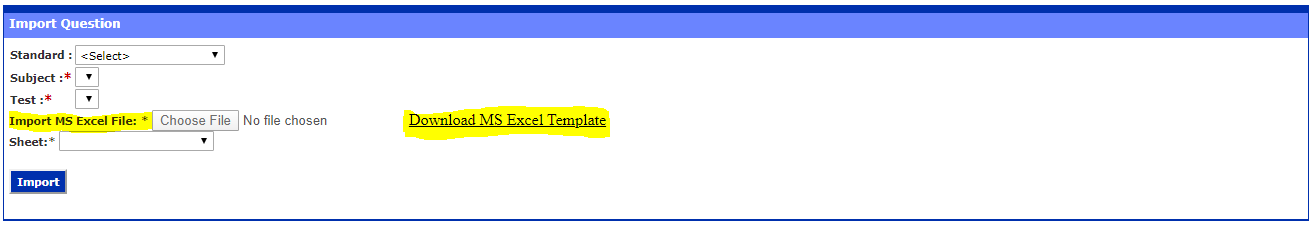 Import Question
Standard : <Select>
Subject :*
Test :*
Import MS Excel File: * Choose File No file chosen Download MS Excel Template
Sheet:*
Import